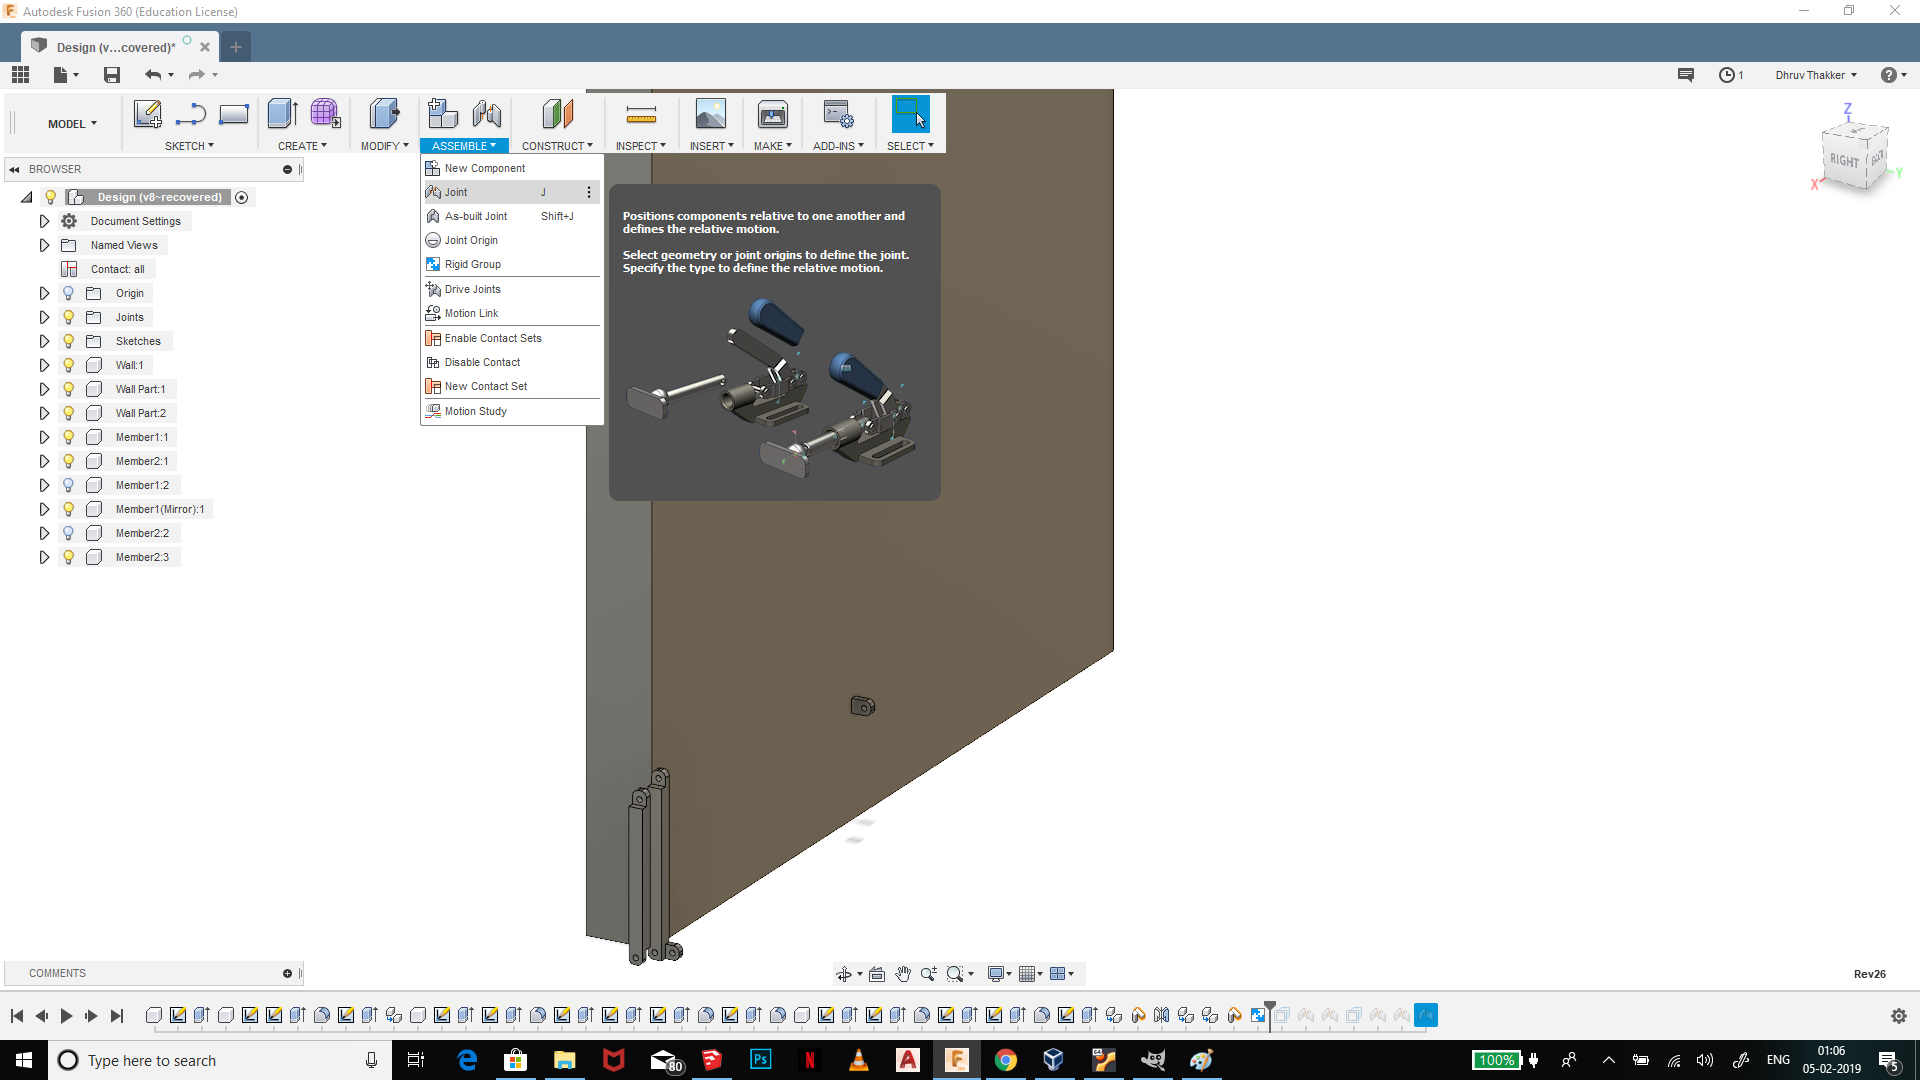 Autodesk Fusion 360 (Education License)
Design (v...covered)*
1
Dhruv Thakker
MODEL
SKETCH
CREATE
MODIFY
ASSEMBLE
CONSTRUCT
INSPECT
INSERT
MAKE
ADD-INS
SELECT
BROWSER
Design (v8~recovered)
Document Settings
Named Views
Contact: all
Origin
Joints
Sketches
Wall:1
Wall Part:1
Wall Part:2
Member1:1
Member2:1
Member1:2
Member1(Mirror):1
Member2:2
Member2:3
New Component
Joint J
As-built Joint Shift+J
Joint Origin
Rigid Group
Drive Joints
Motion Link
Enable Contact Sets
Disable Contact
New Contact Set
Motion Study
Positions components relative to one another and
defines the relative motion.
Select geometry or joint origins to define the joint.
Specify the type to define the relative motion.
Z
RIGHT
X
Y
COMMENTS
Rev26
Type here to search
80
Ps
N
100%
ENG
01:06
05-02-2019
5